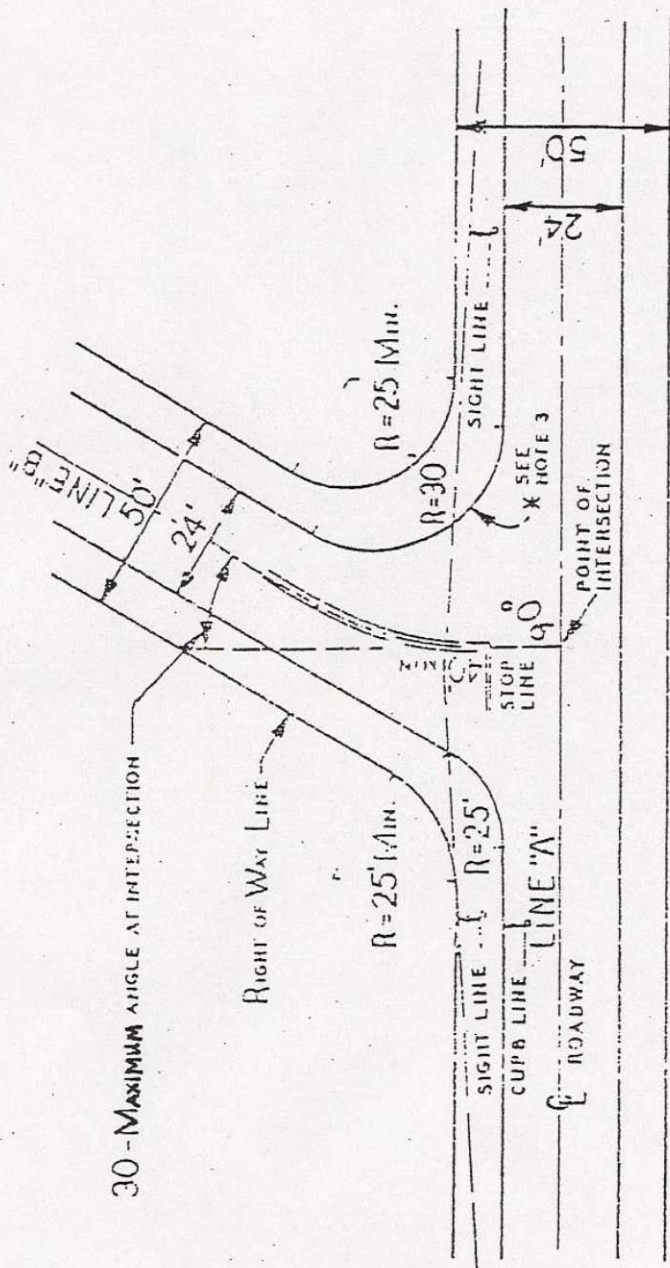 30-MAXIMUM ANGLE AT INTERSECTION
LINE "B"
50'
24'
RIGHT OF WAY LINE
R=25' MIN.
R=25 MIN.
R=25'
R=30'
SIGHT LINE
SIGHT LINE
CURB LINE
LINE "A"
℄ ROADWAY
STOP
LINE
90°
* SEE
NOTE 3
POINT OF
INTERSECTION
24'
50'